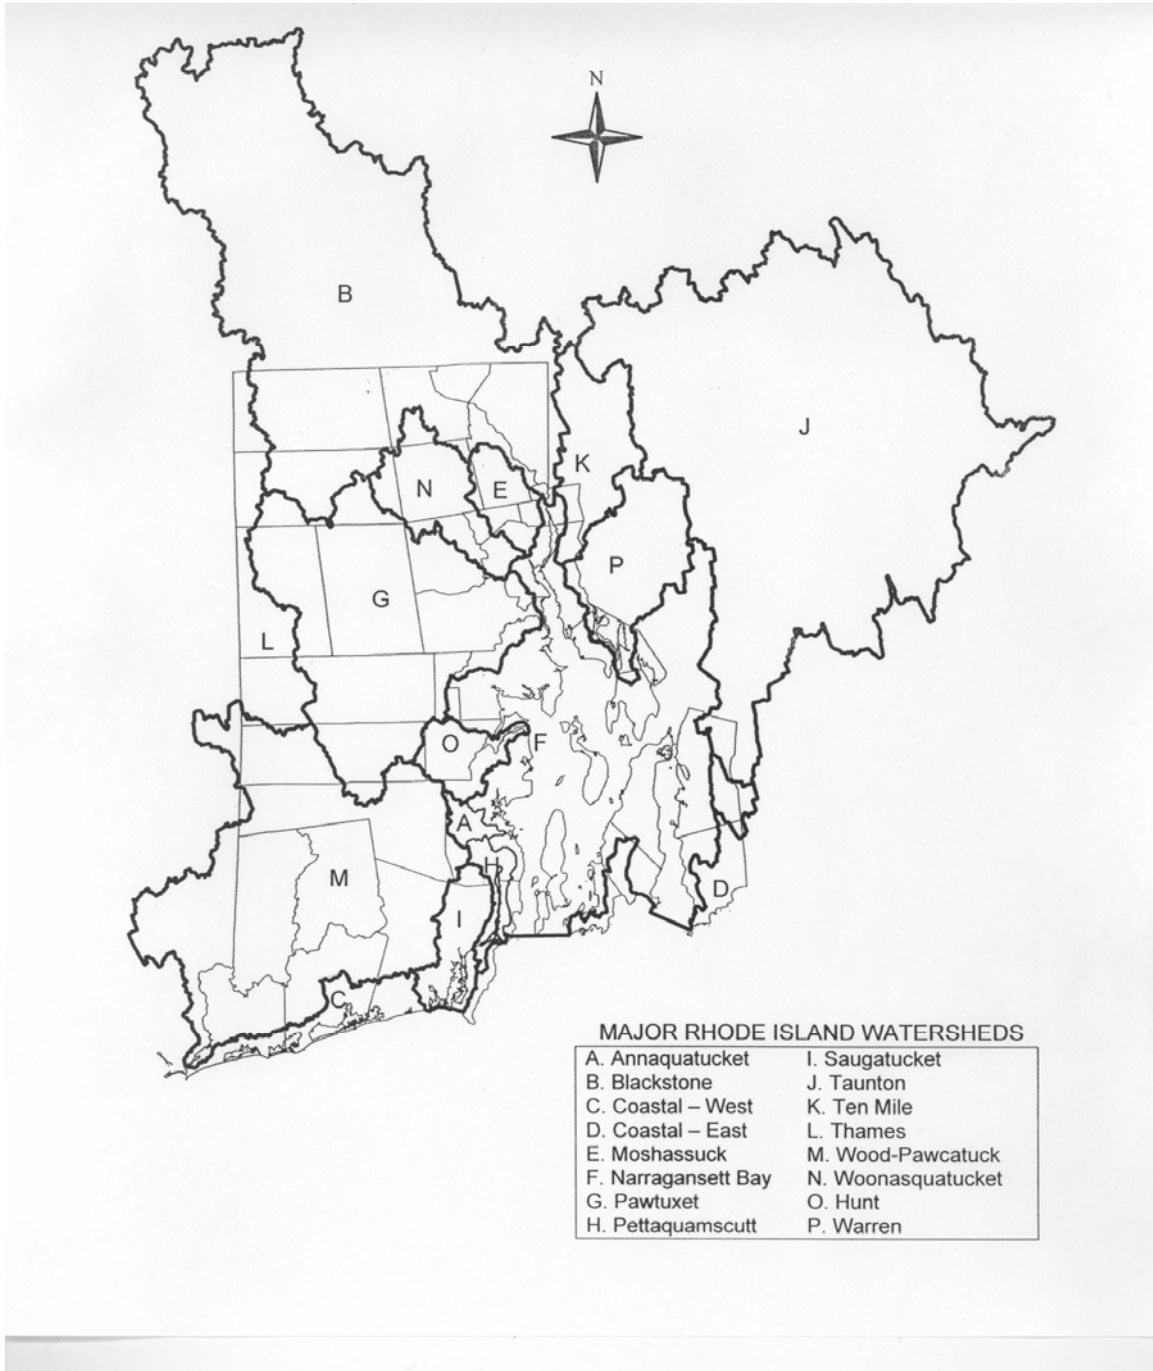 N
B
J
K
N
E
P
G
L
O
F
A
H
M
D
I
C
MAJOR RHODE ISLAND WATERSHEDS
A. Annaquatucket
I. Saugatucket
B. Blackstone
J. Taunton
C. Coastal – West
K. Ten Mile
D. Coastal – East
L. Thames
E. Moshassuck
M. Wood-Pawcatuck
F. Narragansett Bay
N. Woonasquatucket
G. Pawtuxet
O. Hunt
H. Pettaquamscutt
P. Warren